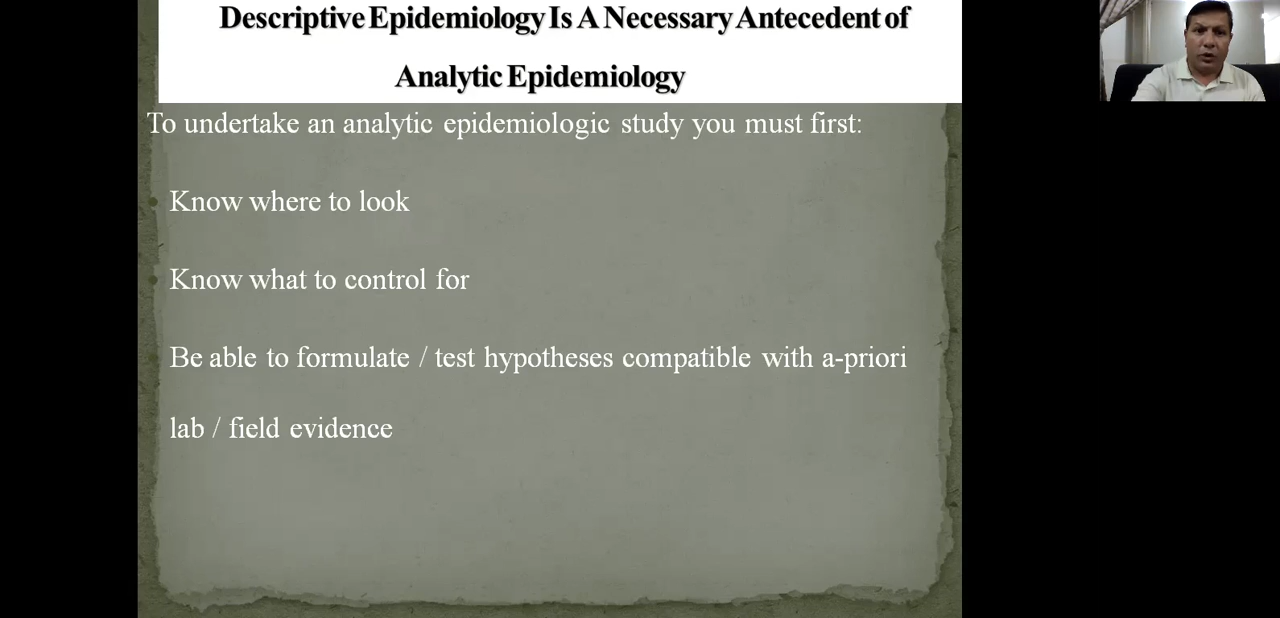 Descriptive Epidemiology Is A Necessary Antecedent of
Analytic Epidemiology
To undertake an analytic epidemiologic study you must first:
• Know where to look
• Know what to control for
• Be able to formulate / test hypotheses compatible with a-priori
lab / field evidence